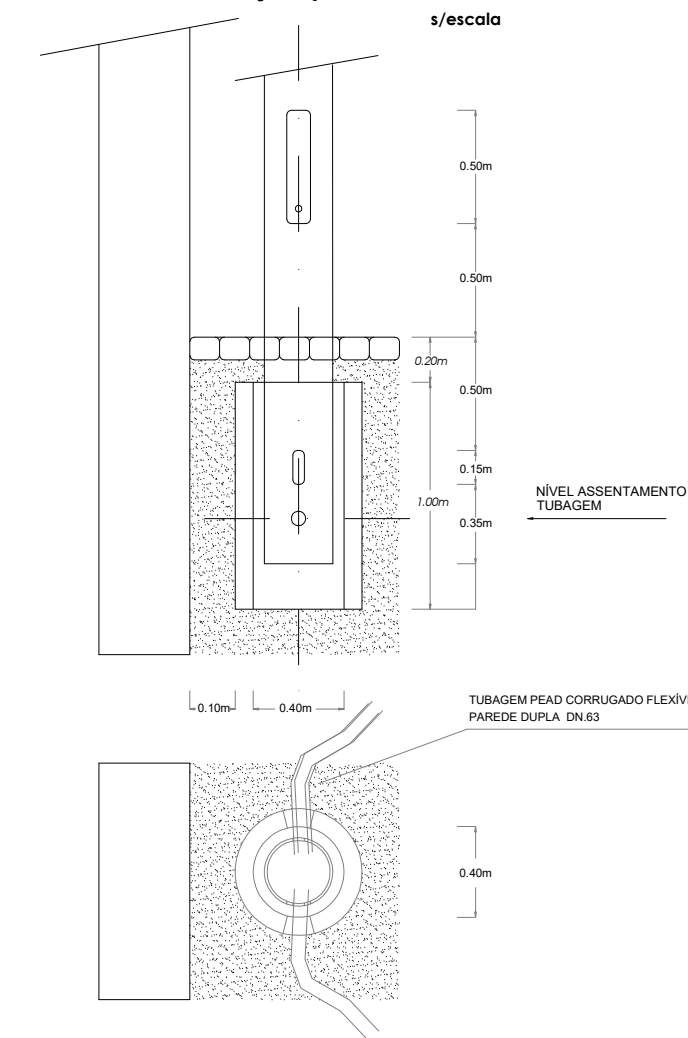 s/escala
0.50m
0.50m
0.20m
0.50m
0.15m
1.00m
NÍVEL ASSENTAMENTO
TUBAGEM
0.35m
0.10m
0.40m
TUBAGEM PEAD CORRUGADO FLEXÍV
PAREDE DUPLA DN.63
0.40m